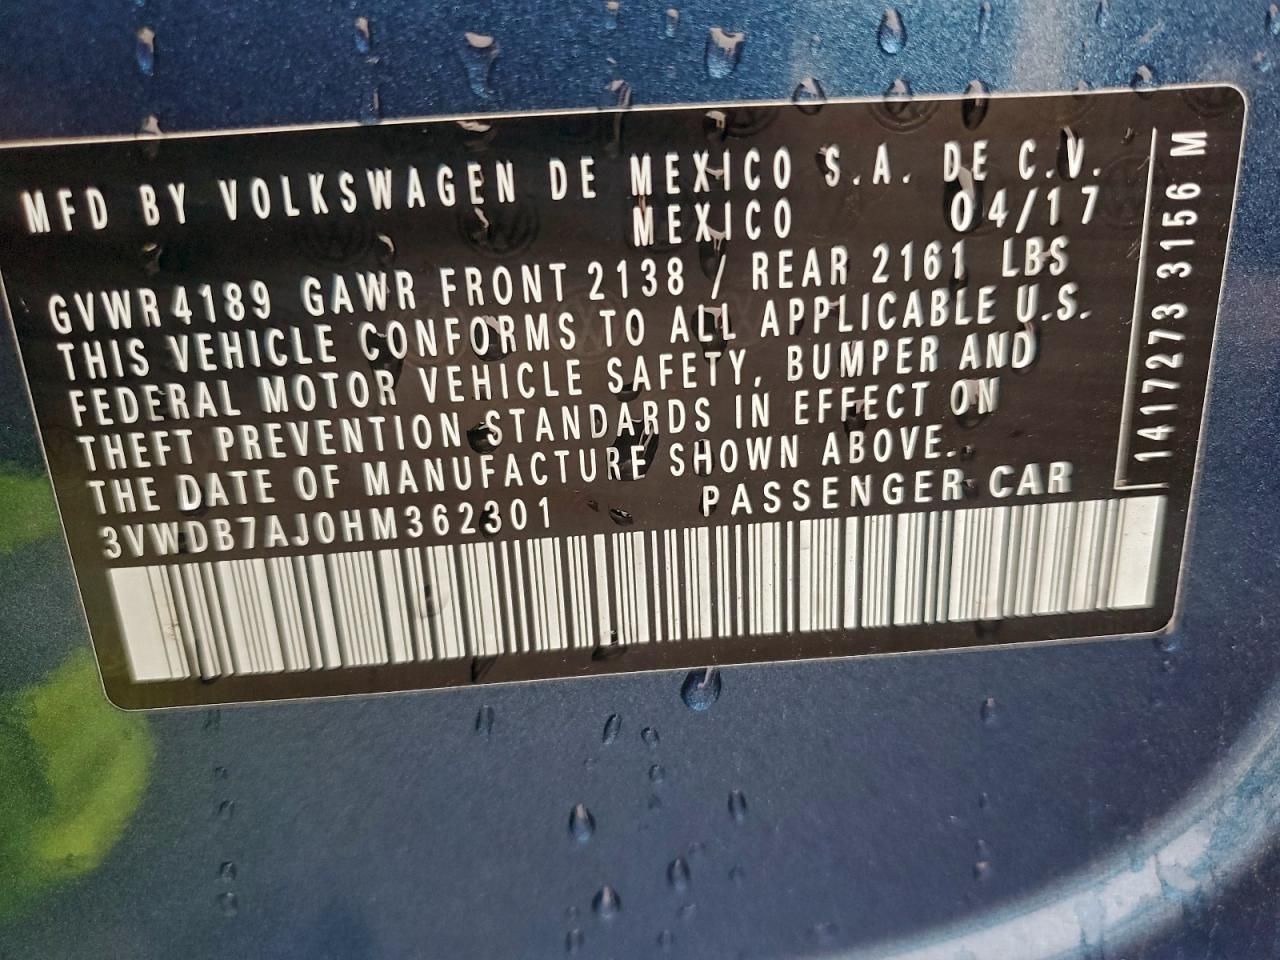 MFD BY VOLKSWAGEN DE MEXICO S.A. DE C.V.
MEXICO 04/17
GVWR 4189 GAWR FRONT 2138 / REAR 2161 LBS
THIS VEHICLE CONFORMS TO ALL APPLICABLE U.S.
FEDERAL MOTOR VEHICLE SAFETY, BUMPER AND
THEFT PREVENTION STANDARDS IN EFFECT ON
THE DATE OF MANUFACTURE SHOWN ABOVE.
3VWDB7AJ0HM362301 PASSENGER CAR
1417273 3156 M